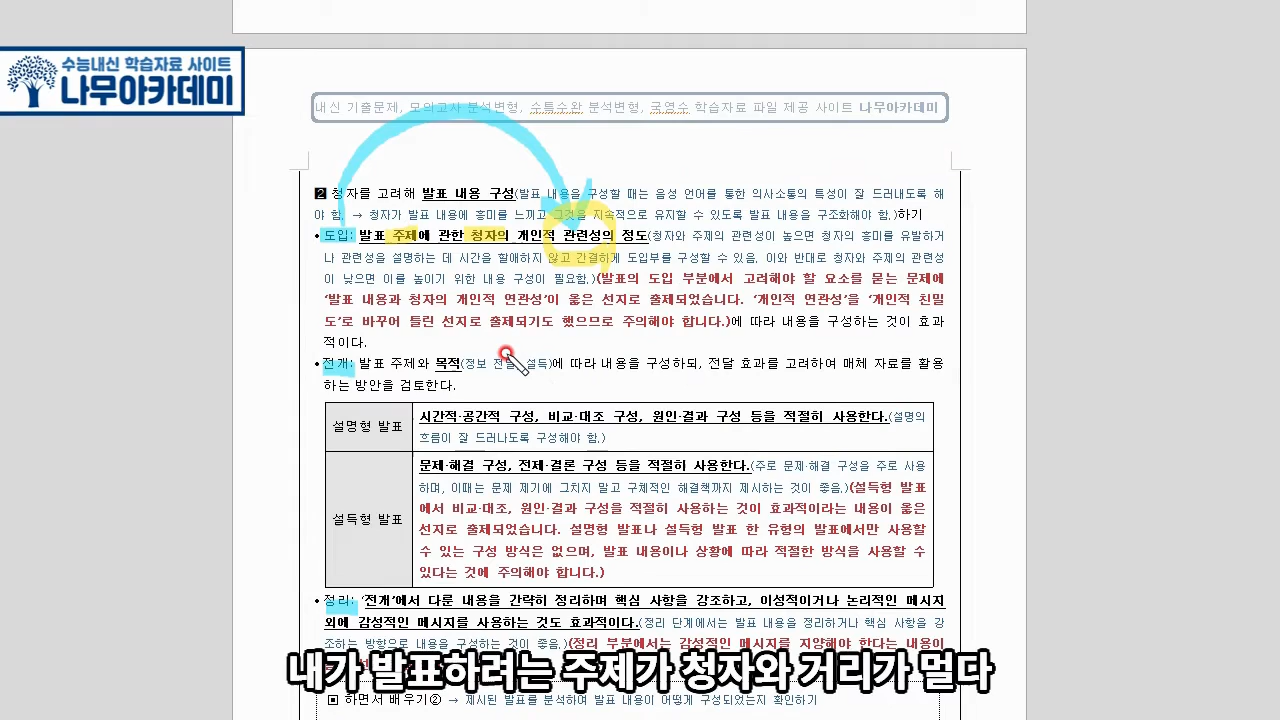 수능내신 학습자료 사이트
나무아카데미
내신 기출문제, 모의고사 분석변형, 수특수완 분석변형, 국영수 학습자료 파일 제공 사이트 나무아카데미
2 청자를 고려해 발표 내용 구성(발표 내용을 구성할 때는 음성 언어를 통한 의사소통의 특성이 잘 드러내도록 해
야 함. → 청자가 발표 내용에 흥미를 느끼고 그것을 지속적으로 유지할 수 있도록 발표 내용을 구조화해야 함.)하기
• 도입: 발표 주제에 관한 청자의 개인적 관련성의 정도(청자와 주제의 관련성이 높으면 청자의 흥미를 유발하거
나 관련성을 설명하는 데 시간을 할애하지 않고 간결하게 도입부를 구성할 수 있음. 이와 반대로 청자와 주제의 관련성
이 낮으면 이를 높이기 위한 내용 구성이 필요함.)(발표의 도입 부분에서 고려해야 할 요소를 묻는 문제에
‘발표 내용과 청자의 개인적 연관성’이 옳은 선지로 출제되었습니다. ‘개인적 연관성’을 ‘개인적 친밀
도’로 바꾸어 틀린 선지로 출제되기도 했으므로 주의해야 합니다.)에 따라 내용을 구성하는 것이 효과
적이다.
• 전개: 발표 주제와 목적(정보 전달, 설득)에 따라 내용을 구성하되, 전달 효과를 고려하여 매체 자료를 활용
하는 방안을 검토한다.
설명형 발표
시간적·공간적 구성, 비교·대조 구성, 원인·결과 구성 등을 적절히 사용한다.(설명의
흐름이 잘 드러나도록 구성해야 함.)
설득형 발표
문제·해결 구성, 전제·결론 구성 등을 적절히 사용한다.(주로 문제·해결 구성을 주로 사용
하며, 이때는 문제 제기에 그치지 말고 구체적인 해결책까지 제시하는 것이 좋음.)(설득형 발표
에서 비교·대조, 원인·결과 구성을 적절히 사용하는 것이 효과적이라는 내용이 옳은
선지로 출제되었습니다. 설명형 발표나 설득형 발표 한 유형의 발표에서만 사용할
수 있는 구성 방식은 없으며, 발표 내용이나 상황에 따라 적절한 방식을 사용할 수
있다는 것에 주의해야 합니다.)
• 정리: ‘전개’에서 다룬 내용을 간략히 정리하며 핵심 사항을 강조하고, 이성적이거나 논리적인 메시지
외에 감성적인 메시지를 사용하는 것도 효과적이다.(정리 단계에서는 발표 내용을 정리하거나 핵심 사항을 강
조하는 방향으로 내용을 구성하는 것이 좋음.)(정리 부분에서는 감성적인 메시지를 지양해야 한다는 내용이
내가 발표하려는 주제가 청자와 거리가 멀다
▣ 하면서 배우기② → 제시된 발표를 분석하여 발표 내용이 어떻게 구성되었는지 확인하기